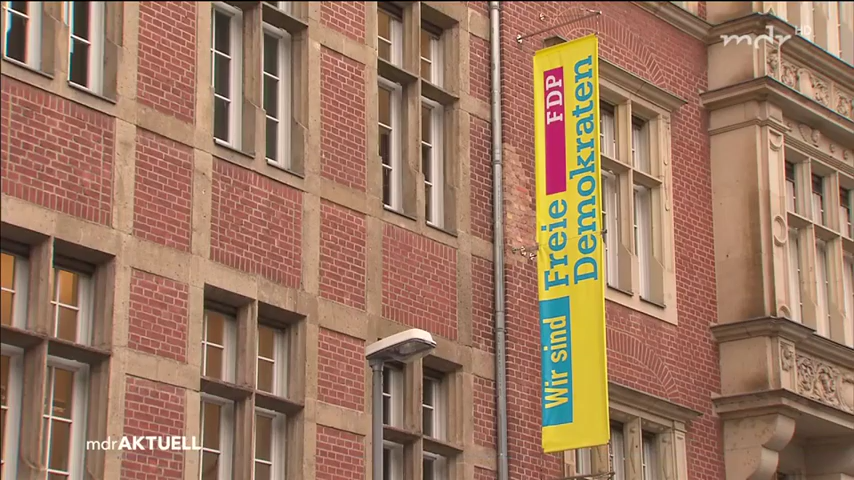 mdr HD
FDP
Wir sind Freie
Demokraten
mdrAKTUELL